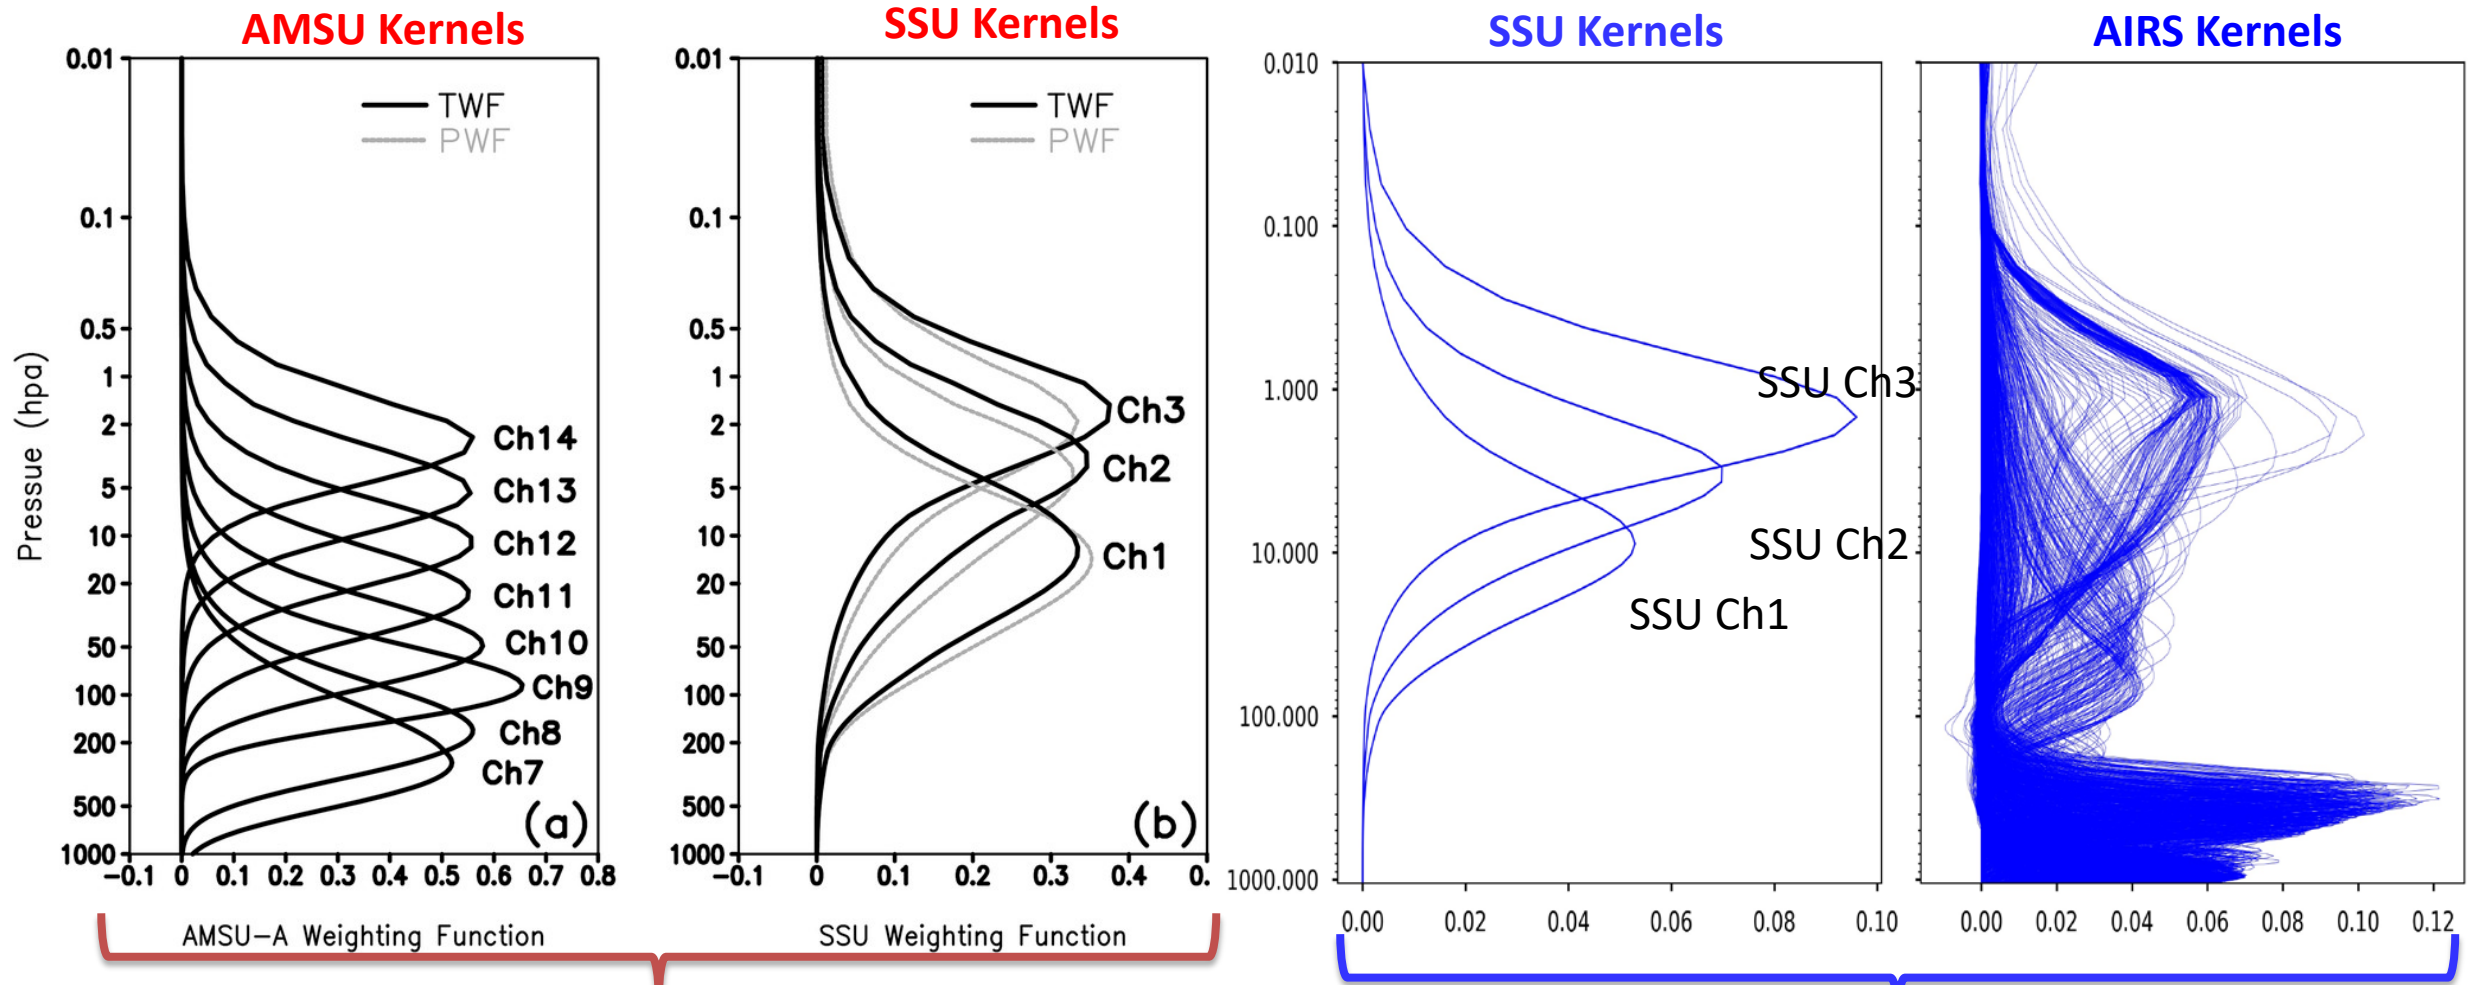 AMSU Kernels
0.01
0.1
0.5
1
2
5
10
20
50
100
200
500
1000
Pressue (hpa)
TWF
PWF
Ch14
Ch13
Ch12
Ch11
Ch10
Ch9
Ch8
Ch7
(a)
−0.1 0 0.1 0.2 0.3 0.4 0.5 0.6 0.7 0.8
AMSU−A Weighting Function
SSU Kernels
0.01
0.1
0.5
1
2
5
10
20
50
100
200
500
1000
TWF
PWF
Ch3
Ch2
Ch1
(b)
−0.1 0 0.1 0.2 0.3 0.4 0.
SSU Weighting Function
SSU Kernels
0.010
0.100
1.000
10.000
100.000
1000.000
SSU Ch3
SSU Ch2
SSU Ch1
0.00 0.02 0.04 0.06 0.08 0.10
AIRS Kernels
0.00 0.02 0.04 0.06 0.08 0.10 0.12